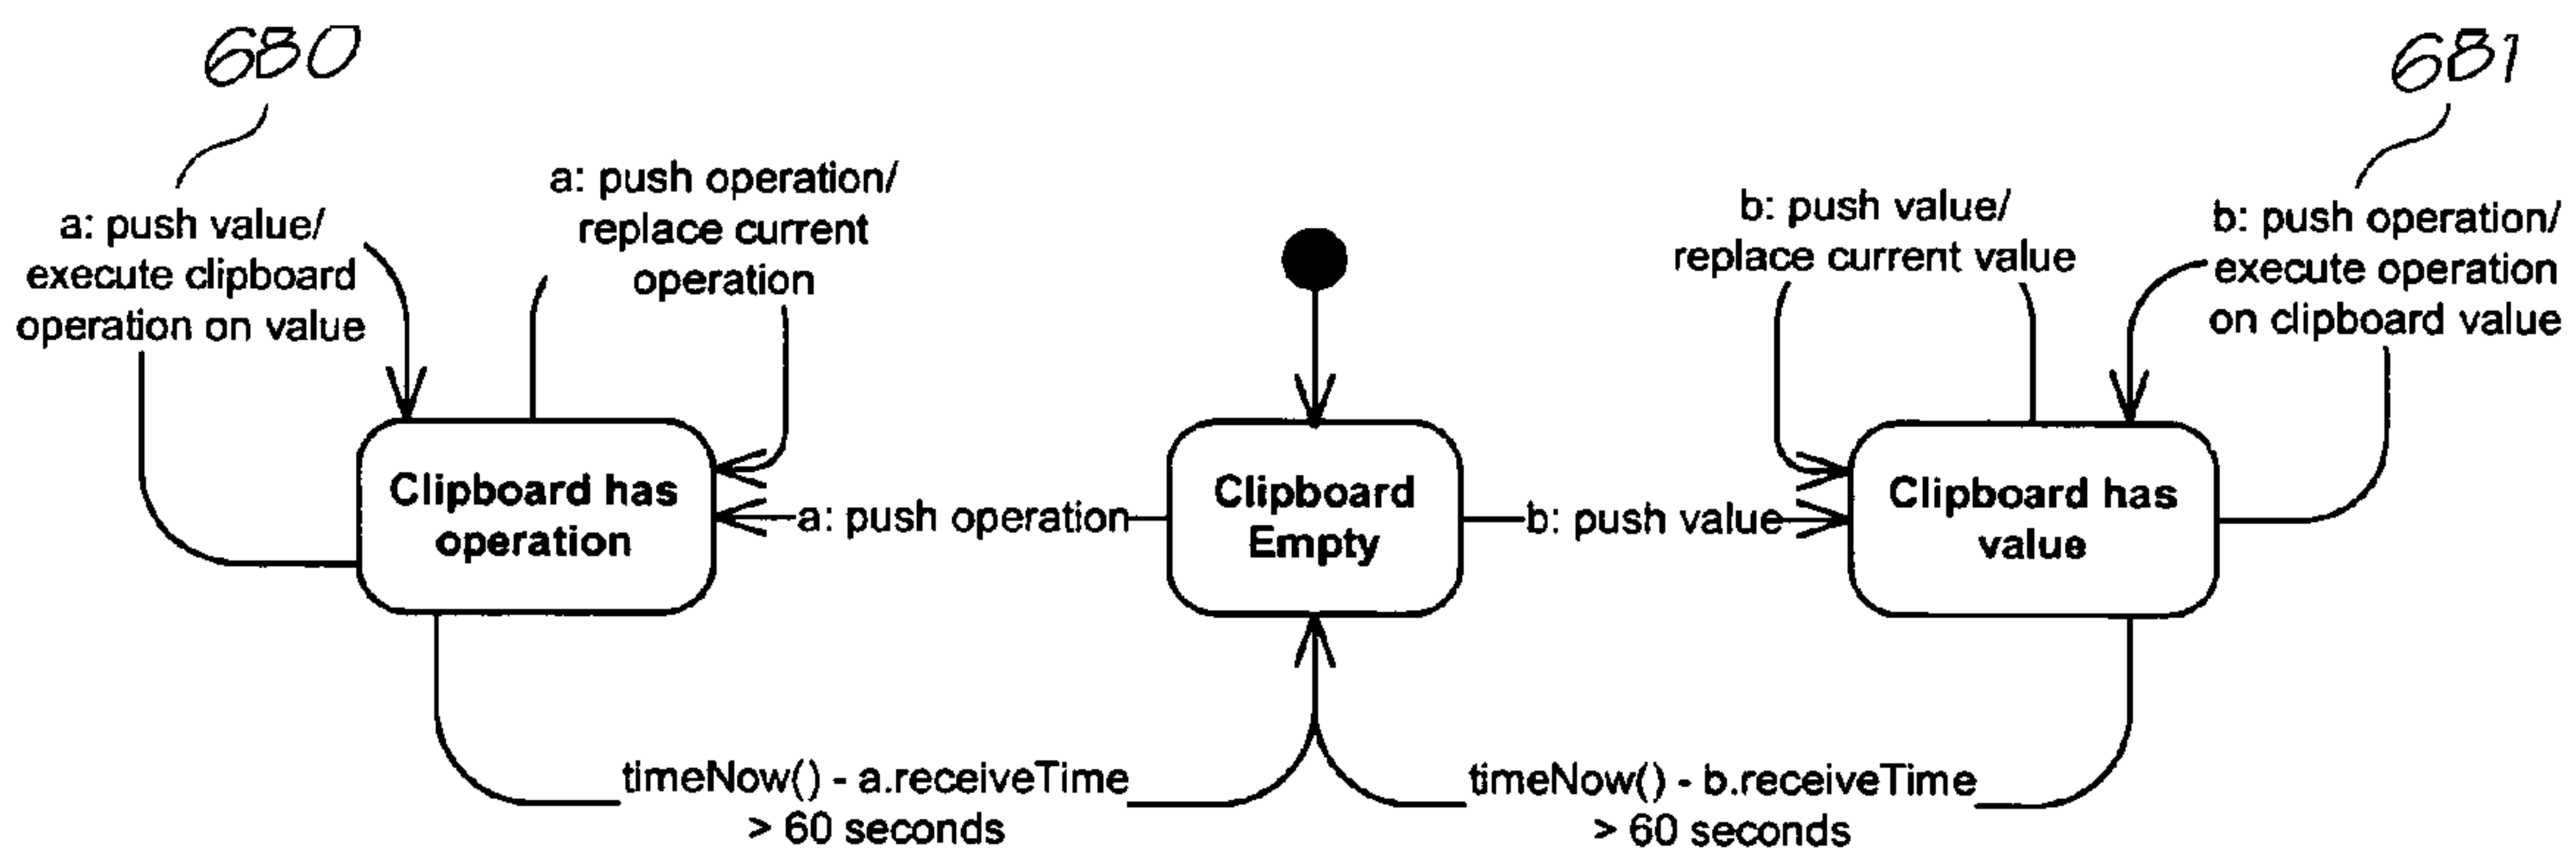 680
681
a: push value/
execute clipboard
operation on value
a: push operation/
replace current
operation
b: push value/
replace current value
b: push operation/
execute operation
on clipboard value
Clipboard has
operation
a: push operation
Clipboard
Empty
b: push value
Clipboard has
value
timeNow() - a.receiveTime
> 60 seconds
timeNow() - b.receiveTime
> 60 seconds